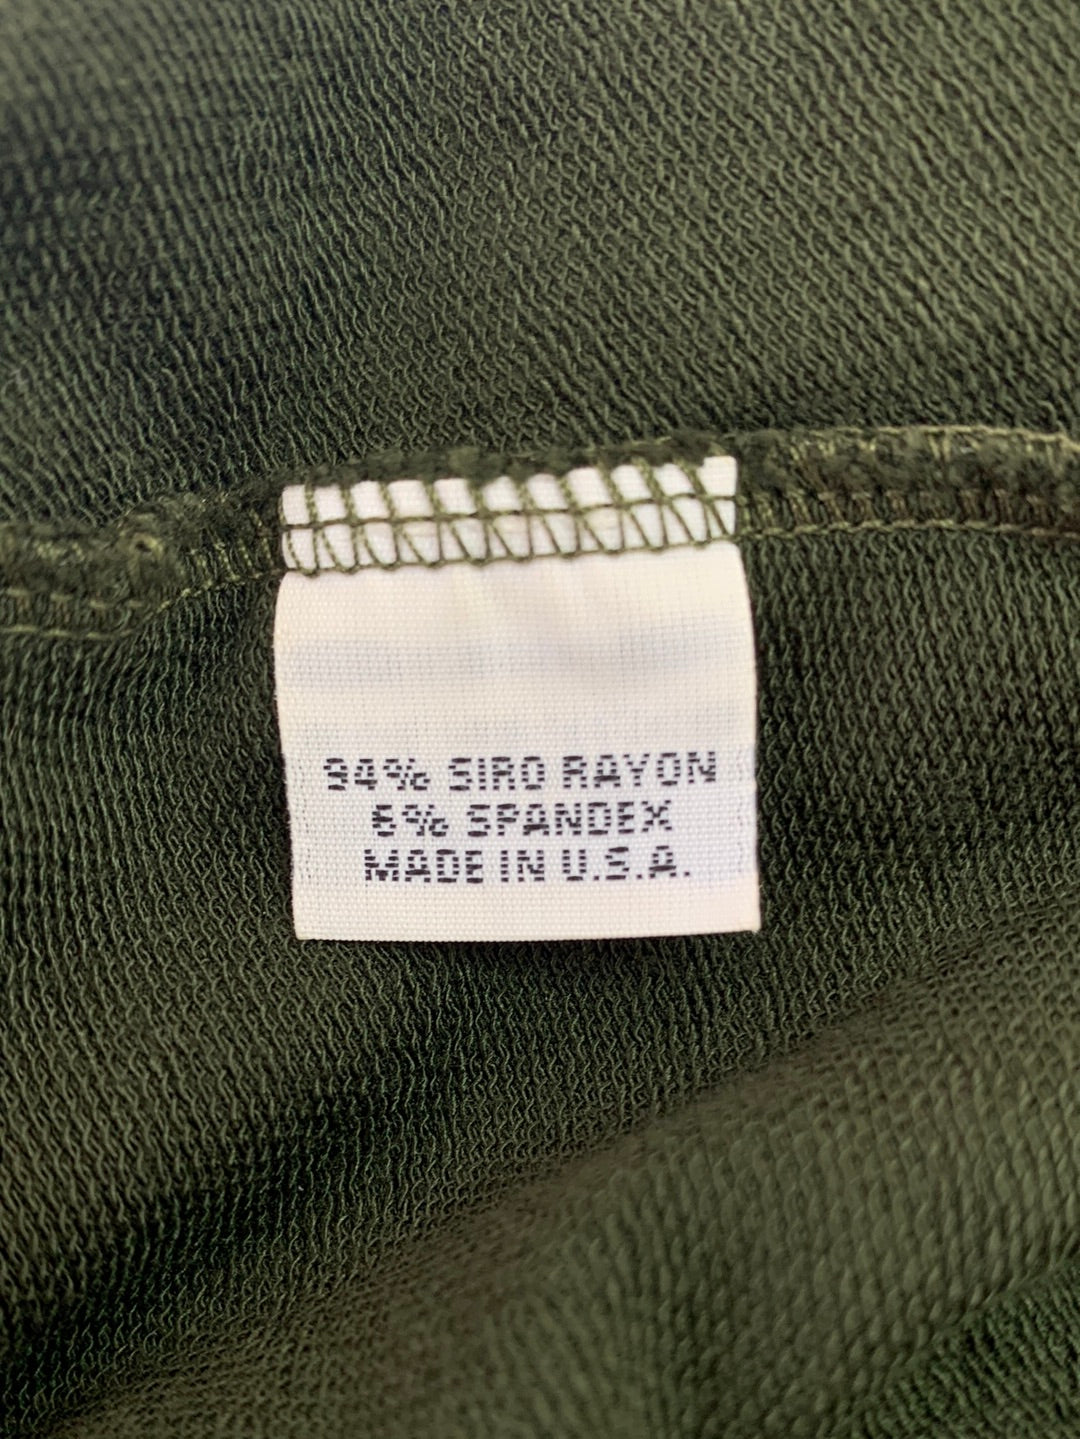 94% SIRO RAYON
6% SPANDEX
MADE IN U.S.A.